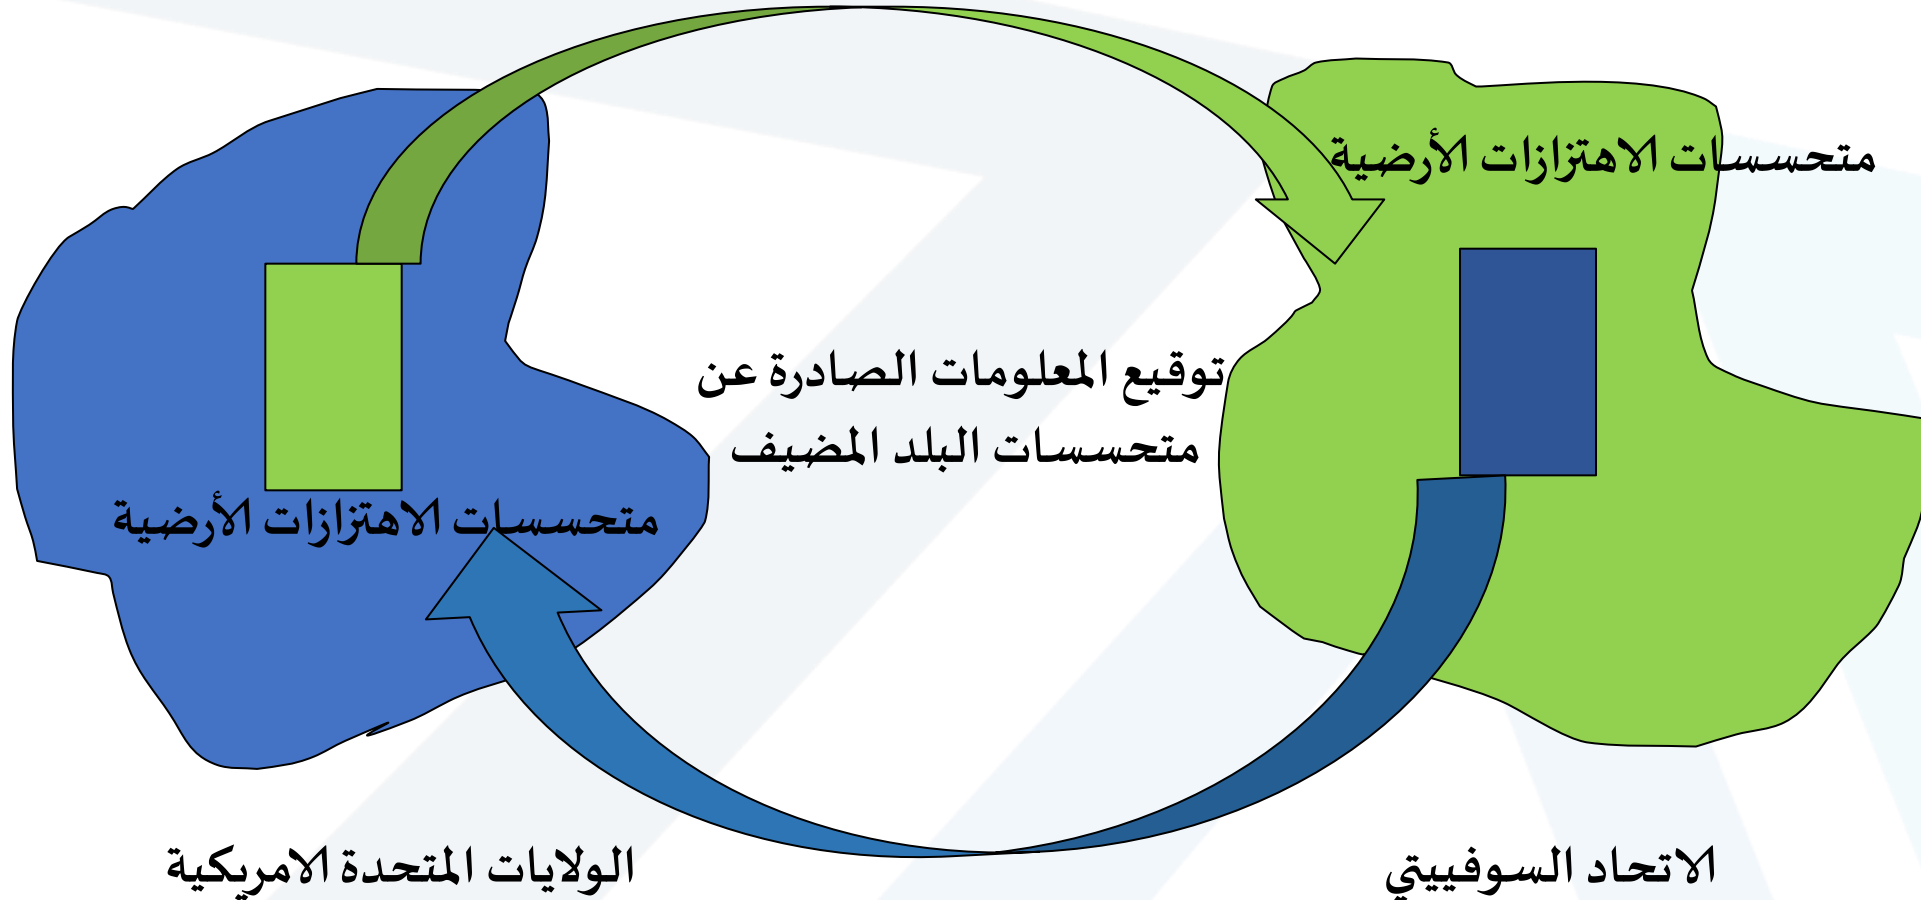 متحسسات الاهتزازات الأرضية
توقيع المعلومات الصادرة عن
متحسسات البلد المضيف
متحسسات الاهتزازات الأرضية
الاتحاد السوفييتي
الولايات المتحدة الامريكية